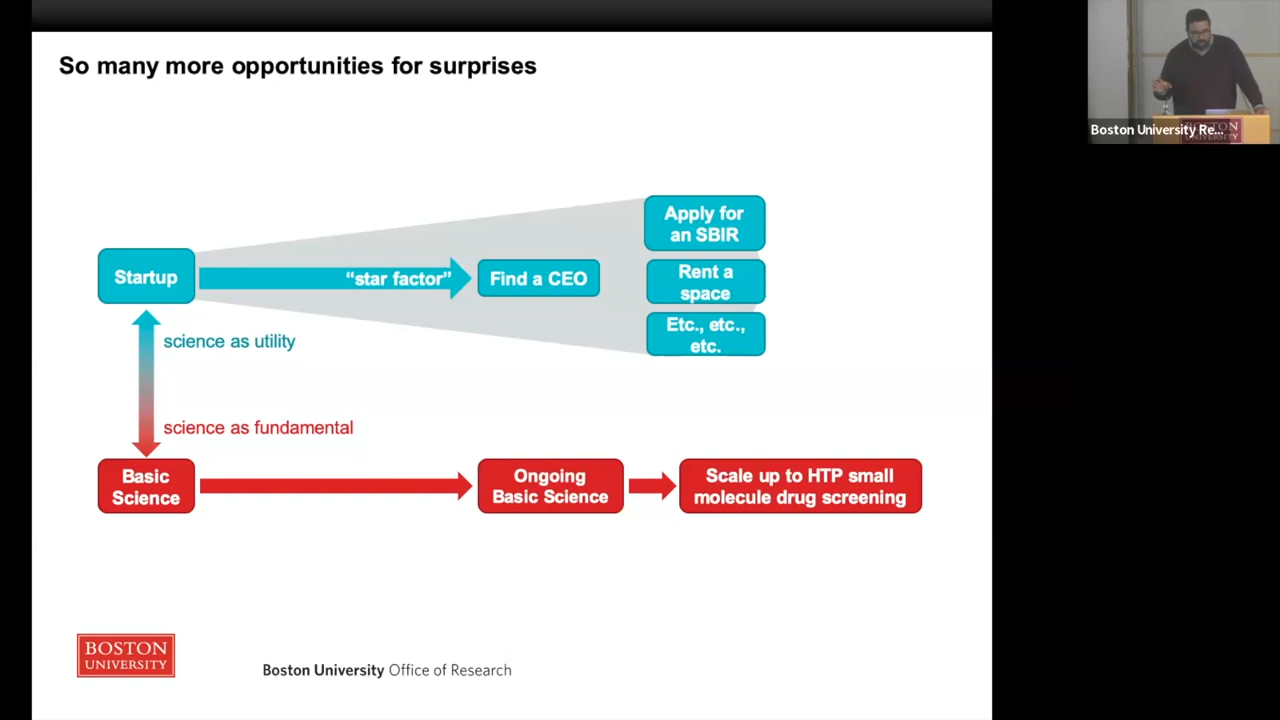 So many more opportunities for surprises
Boston University Re...
BOSTON
UNIVERSITY
Apply for
an SBIR
Startup
“star factor”
Find a CEO
Rent a
space
Etc., etc.,
etc.
science as utility
science as fundamental
Basic
Science
Ongoing
Basic Science
Scale up to HTP small
molecule drug screening
BOSTON
UNIVERSITY
Boston University Office of Research